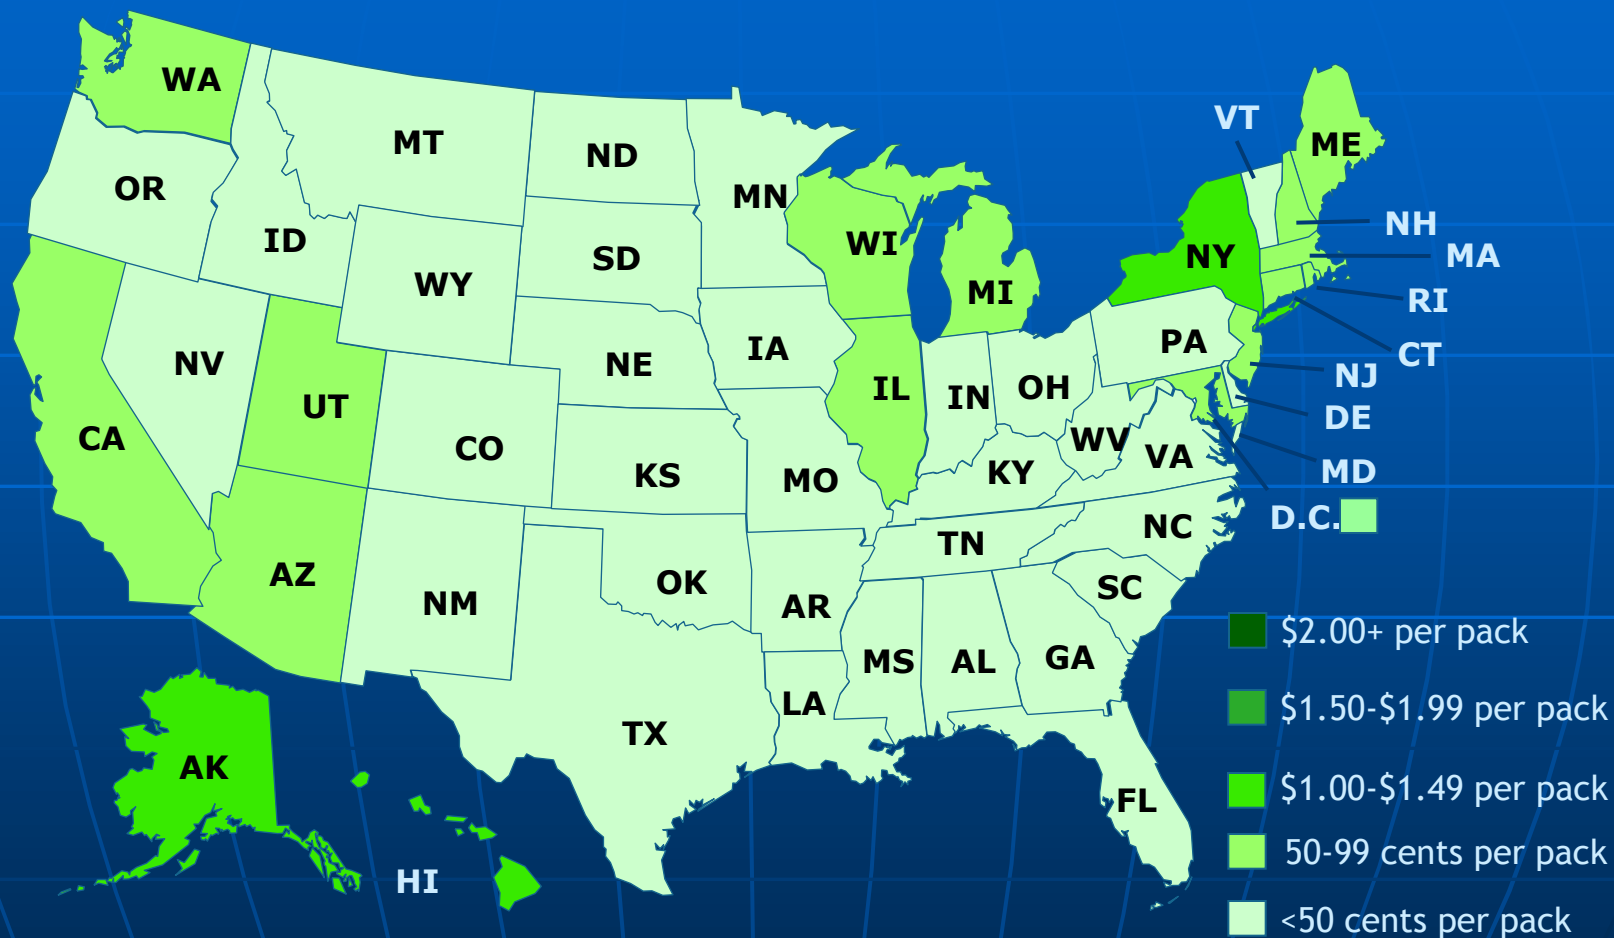 WA
MT
ND
MN
OR
ID
WY
SD
WI
MI
NY
VT
ME
NH
MA
RI
CT
NJ
DE
MD
D.C.
NV
UT
CA
CO
NE
IA
IL
IN
OH
PA
WV
VA
KY
KS
MO
AZ
NM
OK
AR
TN
NC
SC
MS
AL
GA
LA
TX
FL
AK
HI
$2.00+ per pack
$1.50-$1.99 per pack
$1.00-$1.49 per pack
50-99 cents per pack
<50 cents per pack